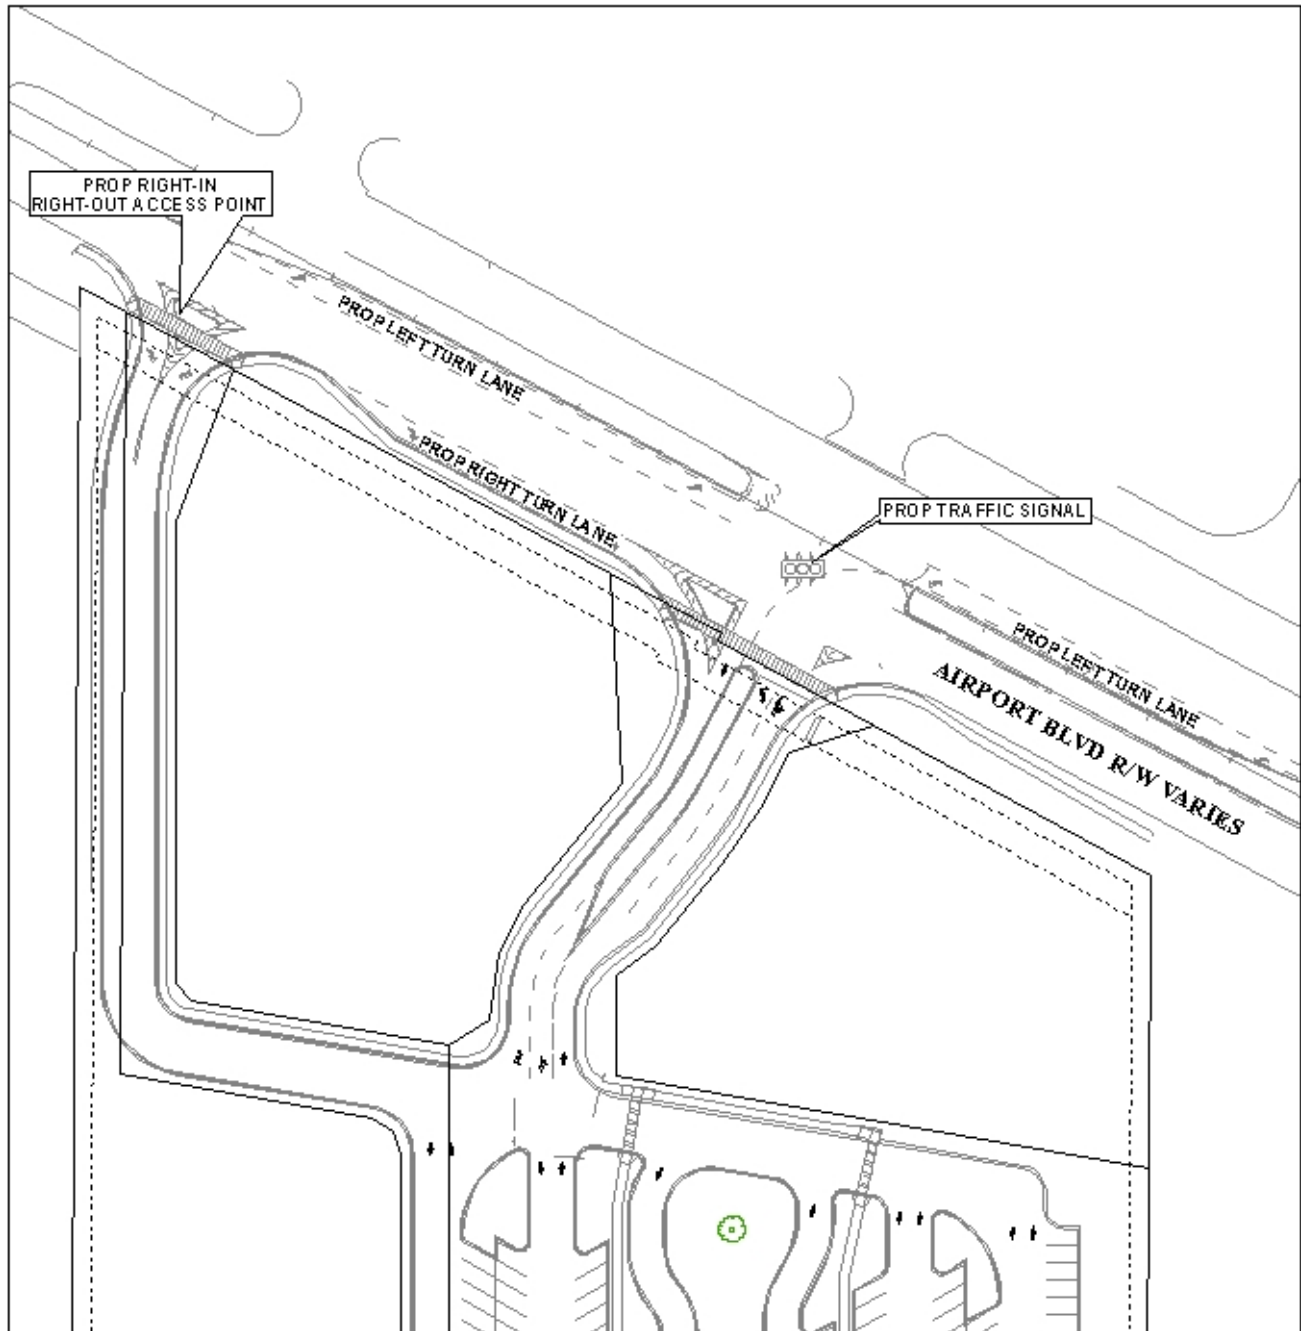 PROP RIGHT-IN
RIGHT-OUT ACCESS POINT
PROP LEFT TURN LANE
PROP RIGHT TURN LANE
PROP TRAFFIC SIGNAL
PROP LEFT TURN LANE
AIRPORT BLVD R/W VARIES